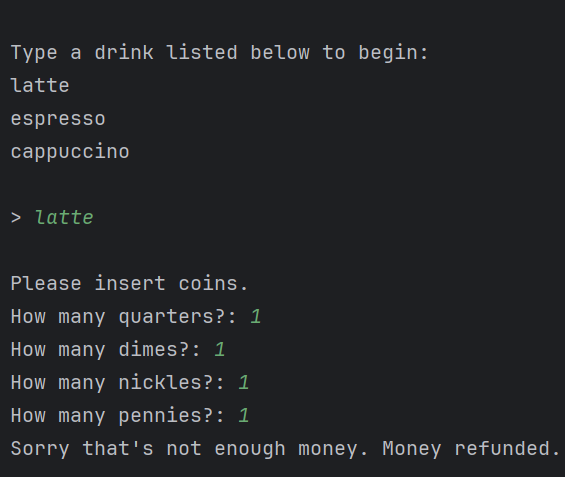 Type a drink listed below to begin:
latte
espresso
cappuccino
> latte
Please insert coins.
How many quarters?: 1
How many dimes?: 1
How many nickles?: 1
How many pennies?: 1
Sorry that's not enough money. Money refunded.